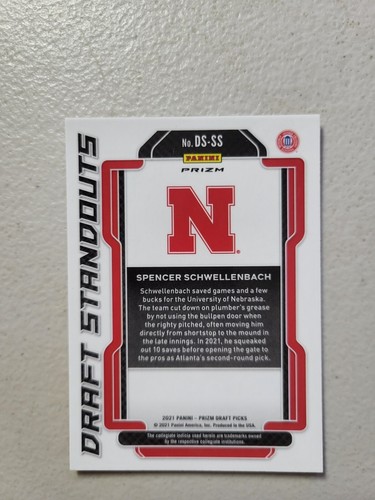 No. DS-SS
PANINI
PRIZM
DRAFT STANDOUTS
N
SPENCER SCHWELLENBACH
Schwellenbach saved games and a few
bucks for the University of Nebraska.
The team cut down on plumber's grease
by not using the bullpen door when
the righty pitched, often moving him
directly from shortstop to the mound in
the late innings. In 2021, he squeaked
out 10 saves before opening the gate to
the pros as Atlanta's second-round pick.
2021 PANINI - PRIZM DRAFT PICKS
© 2021 Panini America, Inc. Produced in the USA.
The collegiate indicia used herein are trademarks owned
by the respective collegiate institutions.